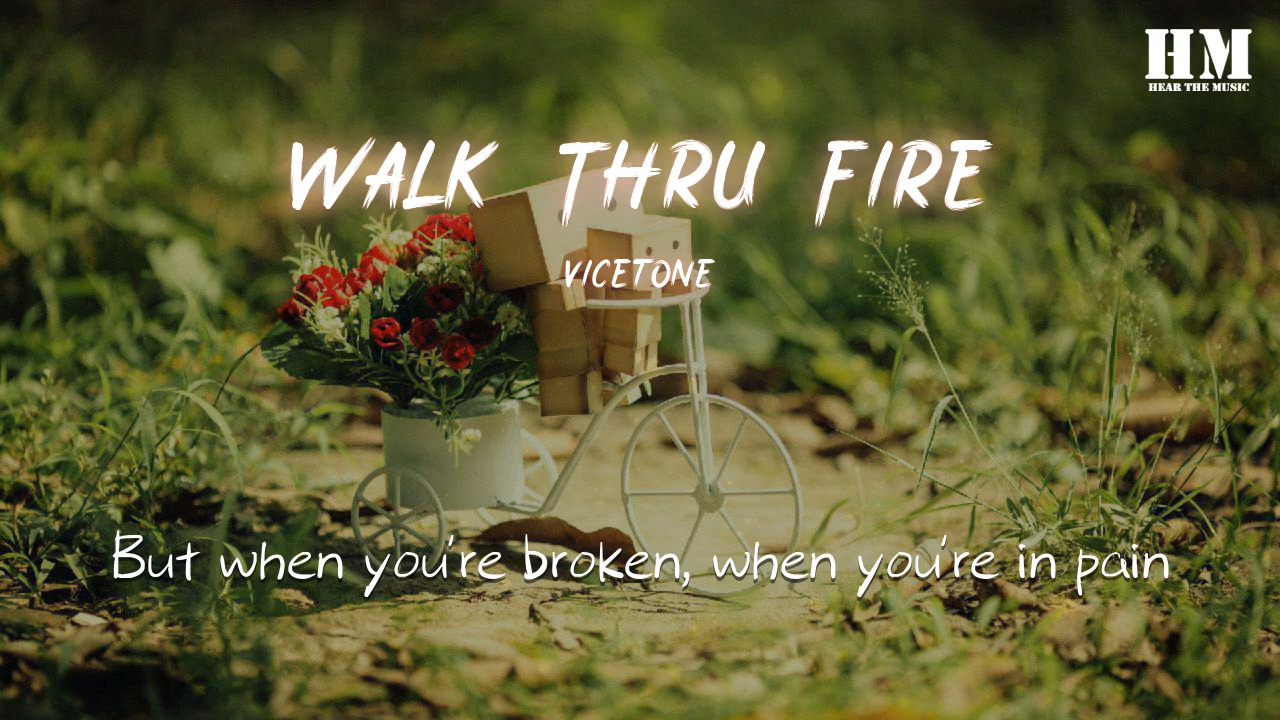 HM
HEAR THE MUSIC
WALK THRU FIRE
VICETONE
But when you're broken, when you're in pain